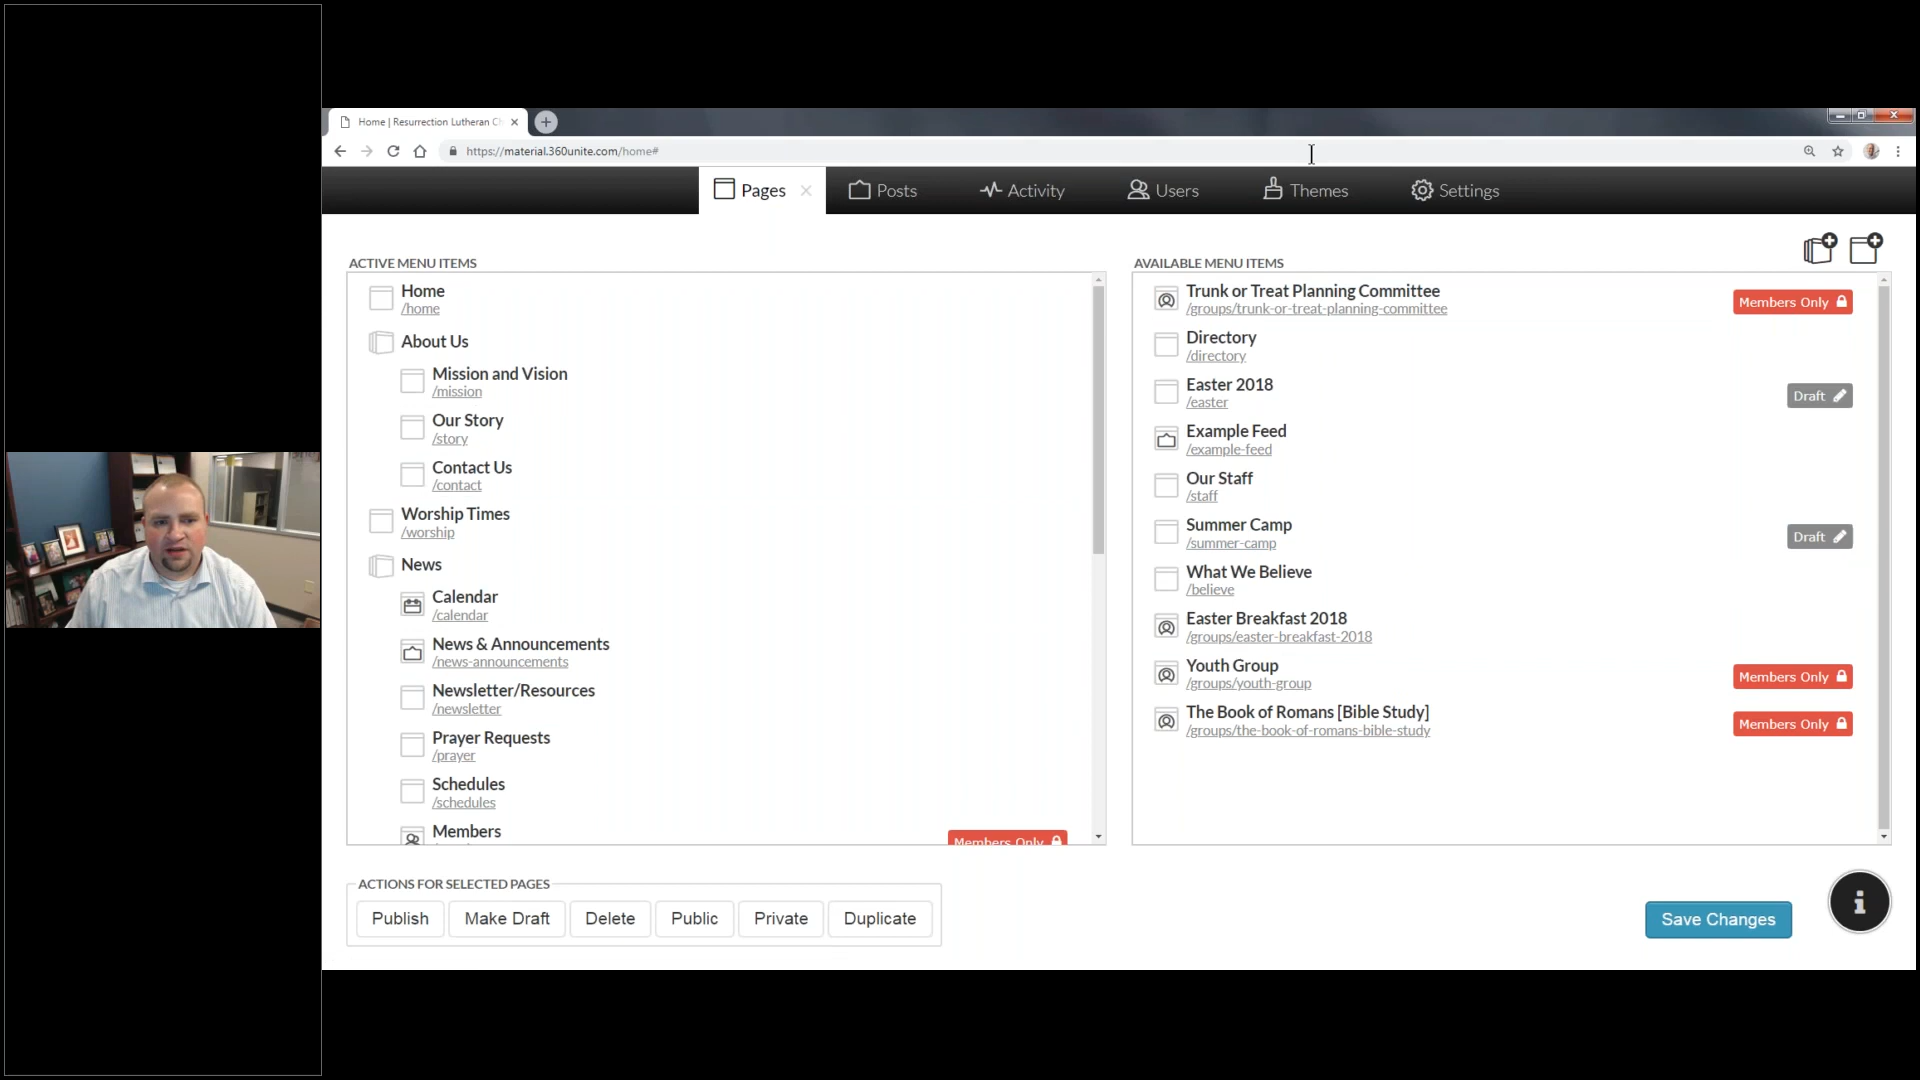 Home | Resurrection Lutheran C
https://material.360unite.com/home#
Pages
Posts
Activity
Users
Themes
Settings
ACTIVE MENU ITEMS
Home
/home
About Us
Mission and Vision
/mission
Our Story
/story
Contact Us
/contact
Worship Times
/worship
News
Calendar
/calendar
News & Announcements
/news-announcements
Newsletter/Resources
/newsletter
Prayer Requests
/prayer
Schedules
/schedules
Members
Members Only
AVAILABLE MENU ITEMS
Trunk or Treat Planning Committee
/groups/trunk-or-treat-planning-committee
Members Only
Directory
/directory
Easter 2018
/easter
Draft
Example Feed
/example-feed
Our Staff
/staff
Summer Camp
/summer-camp
Draft
What We Believe
/believe
Easter Breakfast 2018
/groups/easter-breakfast-2018
Youth Group
/groups/youth-group
Members Only
The Book of Romans [Bible Study]
/groups/the-book-of-romans-bible-study
Members Only
ACTIONS FOR SELECTED PAGES
Publish
Make Draft
Delete
Public
Private
Duplicate
Save Changes
i